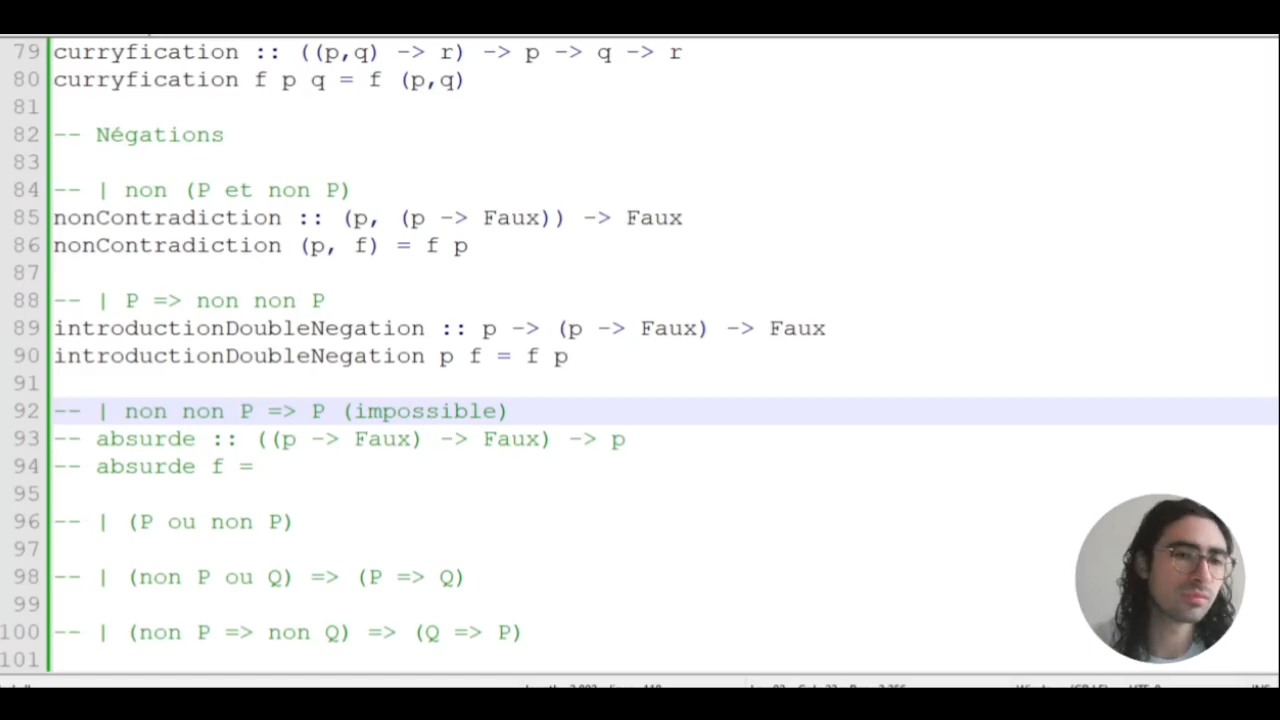 79 curryfication :: ((p,q) -> r) -> p -> q -> r
80 curryfication f p q = f (p,q)
81
82 -- Négations
83
84 -- | non (P et non P)
85 nonContradiction :: (p, (p -> Faux)) -> Faux
86 nonContradiction (p, f) = f p
87
88 -- | P => non non P
89 introductionDoubleNegation :: p -> (p -> Faux) -> Faux
90 introductionDoubleNegation p f = f p
91
92 -- | non non P => P (impossible)
93 -- absurde :: ((p -> Faux) -> Faux) -> p
94 -- absurde f =
95
96 -- | (P ou non P)
97
98 -- | (non P ou Q) => (P => Q)
99
100 -- | (non P => non Q) => (Q => P)
101